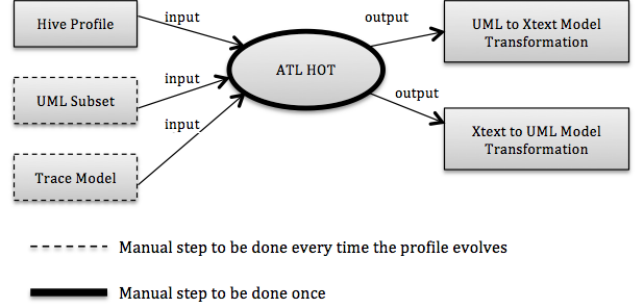 Hive Profile
input
output
UML to Xtext Model
Transformation
ATL HOT
UML Subset
input
input
output
Xtext to UML Model
Transformation
Trace Model
Manual step to be done every time the profile evolves
Manual step to be done once